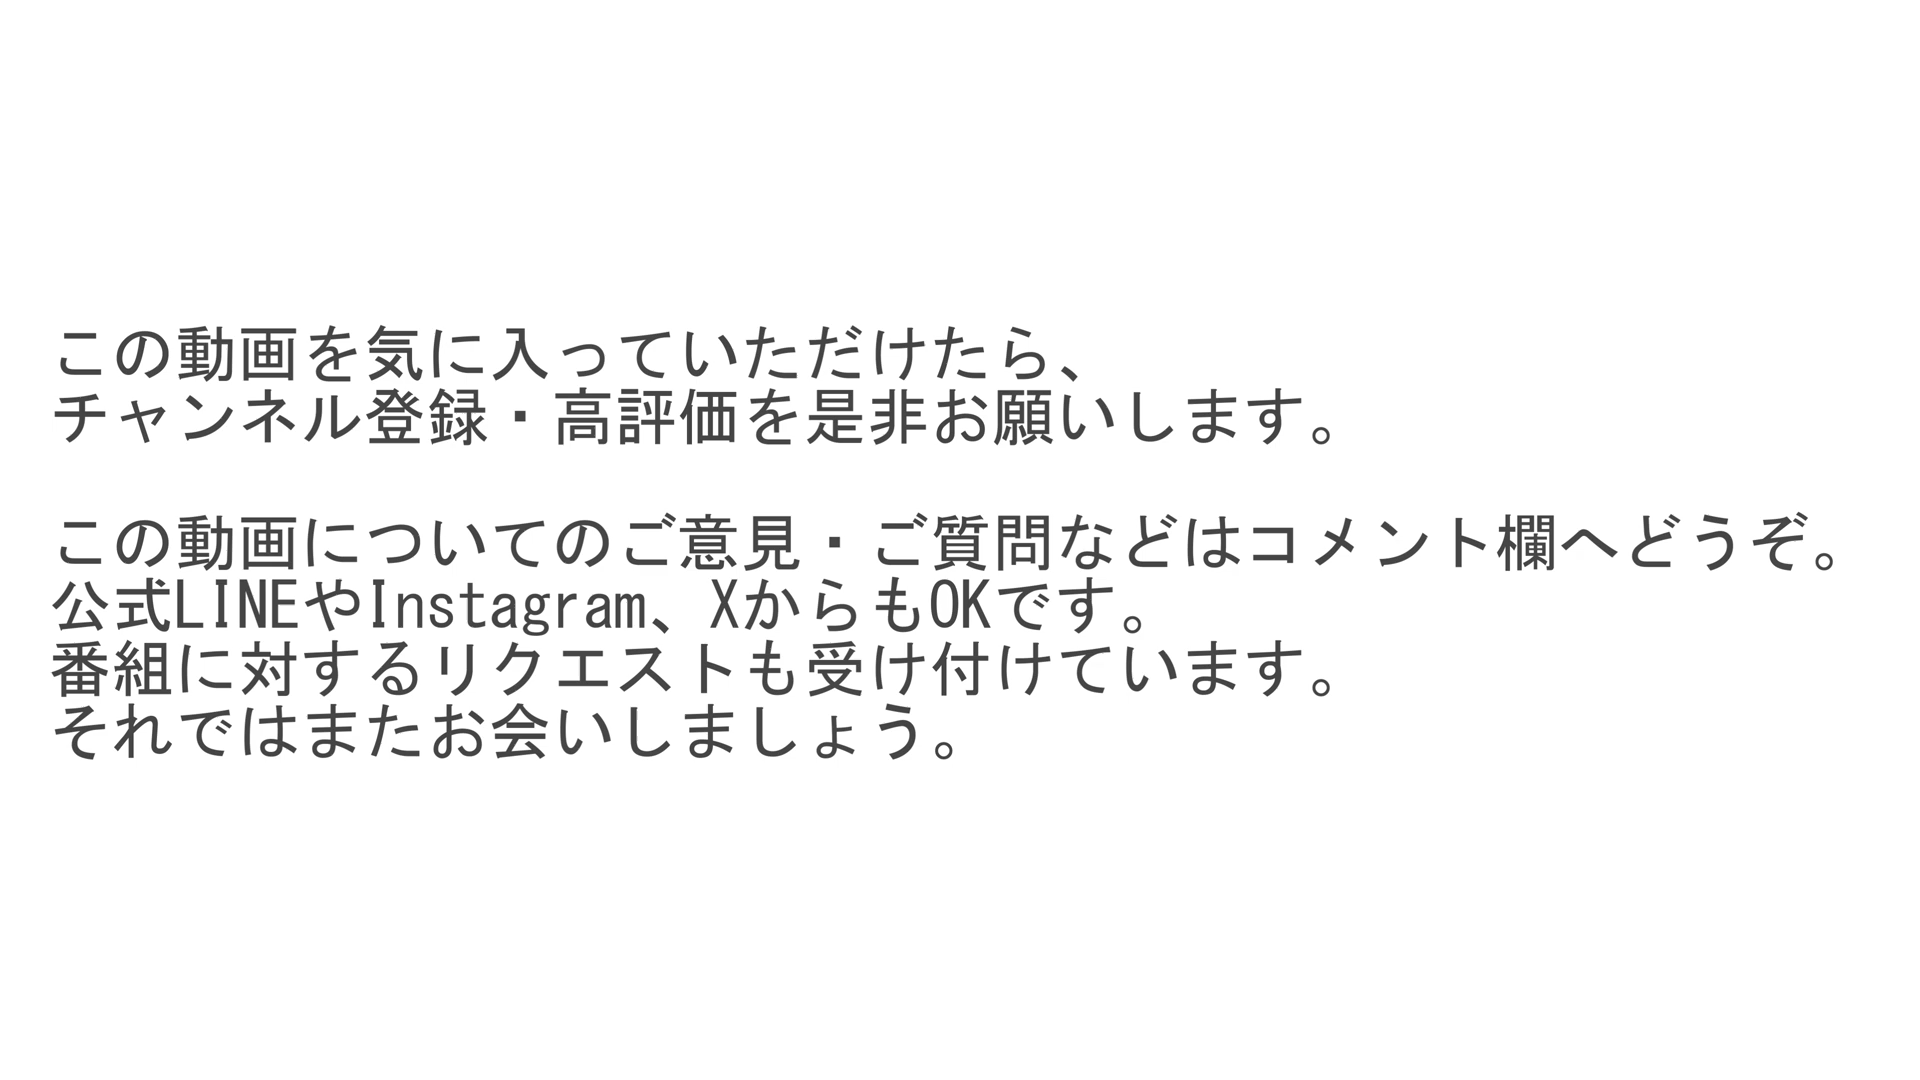 この動画を気に入っていただけたら、
チャンネル登録・高評価を是非お願いします。
この動画についてのご意見・ご質問などはコメント欄へどうぞ。
公式LINEやInstagram、XからもOKです。
番組に対するリクエストも受け付けています。
それではまたお会いしましょう。